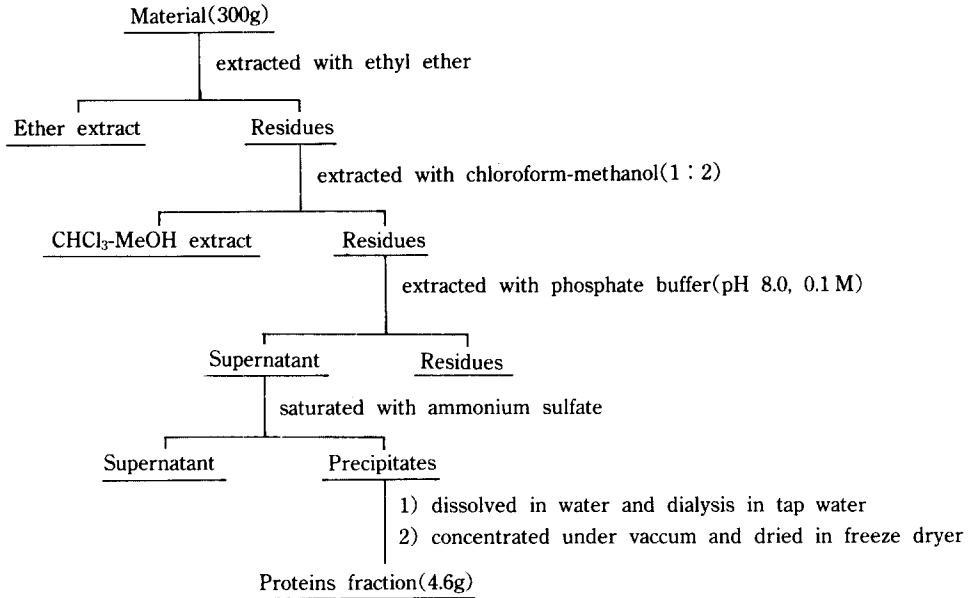 Material(300g)
extracted with ethyl ether
Ether extract Residues
extracted with chloroform-methanol(1 : 2)
CHCl₃-MeOH extract Residues
extracted with phosphate buffer(pH 8.0, 0.1 M)
Supernatant Residues
saturated with ammonium sulfate
Supernatant Precipitates
1) dissolved in water and dialysis in tap water
2) concentrated under vaccum and dried in freeze dryer
Proteins fraction(4.6g)